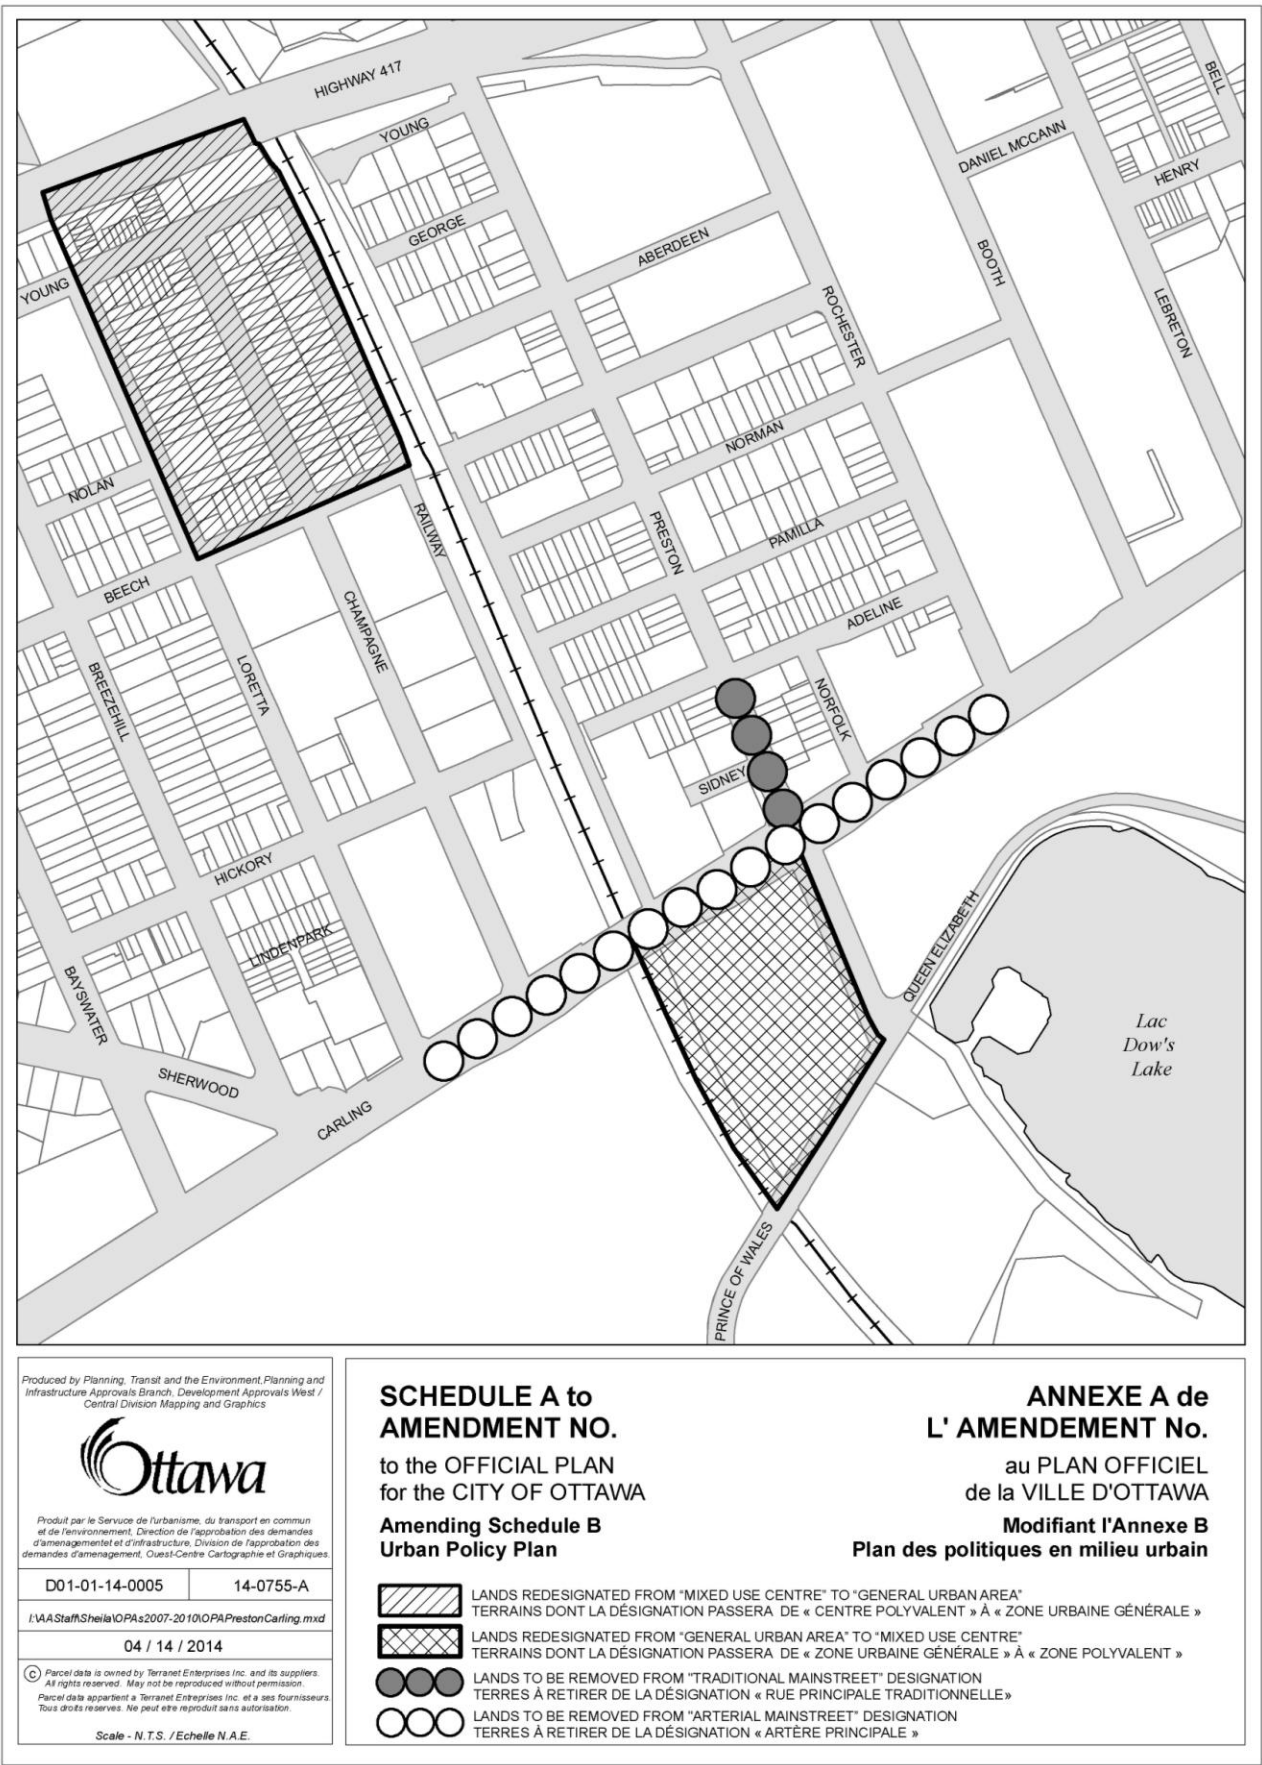 HIGHWAY 417
BELL
YOUNG
DANIEL MCCANN
HENRY
GEORGE
ABERDEEN
BOOTH
YOUNG
ROCHESTER
LEBRETON
NORMAN
NOLAN
RAILWAY
PRESTON
PAMILLA
BEECH
CHAMPAGNE
ADELINE
BREEZEHILL
LORETTA
NORFOLK
SIDNEY
HICKORY
LINDENPARK
QUEEN ELIZABETH
BAYSWATER
Lac
Dow's
Lake
SHERWOOD
CARLING
PRINCE OF WALES
Produced by Planning, Transit and the Environment,Planning and
Infrastructure Approvals Branch, Development Approvals West /
Central Division Mapping and Graphics
Ottawa
Produit par le Servuce de l'urbanisme, du transport en commun
et de l'environnement, Direction de l'approbation des demandes
d'amenagementet et d'infrastructure, Division de l'approbation des
demandes d'amenagement, Ouest-Centre Cartographie et Graphiques.
D01-01-14-0005 14-0755-A
I:\AAStaff\Sheila\OPAs2007-2010\OPAPrestonCarling.mxd
04 / 14 / 2014
C Parcel data is owned by Terranet Enterprises Inc. and its suppliers.
All rights reserved. May not be reproduced without permission.
Parcel data appartient a Terranet Entreprises Inc. et a ses fournisseurs.
Tous droits reserves. Ne peut etre reproduit sans autorisation.
Scale - N.T.S. / Echelle N.A.E.
SCHEDULE A to
AMENDMENT NO.
to the OFFICIAL PLAN
for the CITY OF OTTAWA
Amending Schedule B
Urban Policy Plan
ANNEXE A de
L' AMENDEMENT No.
au PLAN OFFICIEL
de la VILLE D'OTTAWA
Modifiant l'Annexe B
Plan des politiques en milieu urbain
LANDS REDESIGNATED FROM "MIXED USE CENTRE" TO "GENERAL URBAN AREA"
TERRAINS DONT LA DÉSIGNATION PASSERA DE « CENTRE POLYVALENT » À « ZONE URBAINE GÉNÉRALE »
LANDS REDESIGNATED FROM "GENERAL URBAN AREA" TO "MIXED USE CENTRE"
TERRAINS DONT LA DÉSIGNATION PASSERA DE « ZONE URBAINE GÉNÉRALE » À « ZONE POLYVALENT »
LANDS TO BE REMOVED FROM "TRADITIONAL MAINSTREET" DESIGNATION
TERRES À RETIRER DE LA DÉSIGNATION « RUE PRINCIPALE TRADITIONNELLE»
LANDS TO BE REMOVED FROM "ARTERIAL MAINSTREET" DESIGNATION
TERRES À RETIRER DE LA DÉSIGNATION « ARTÈRE PRINCIPALE »